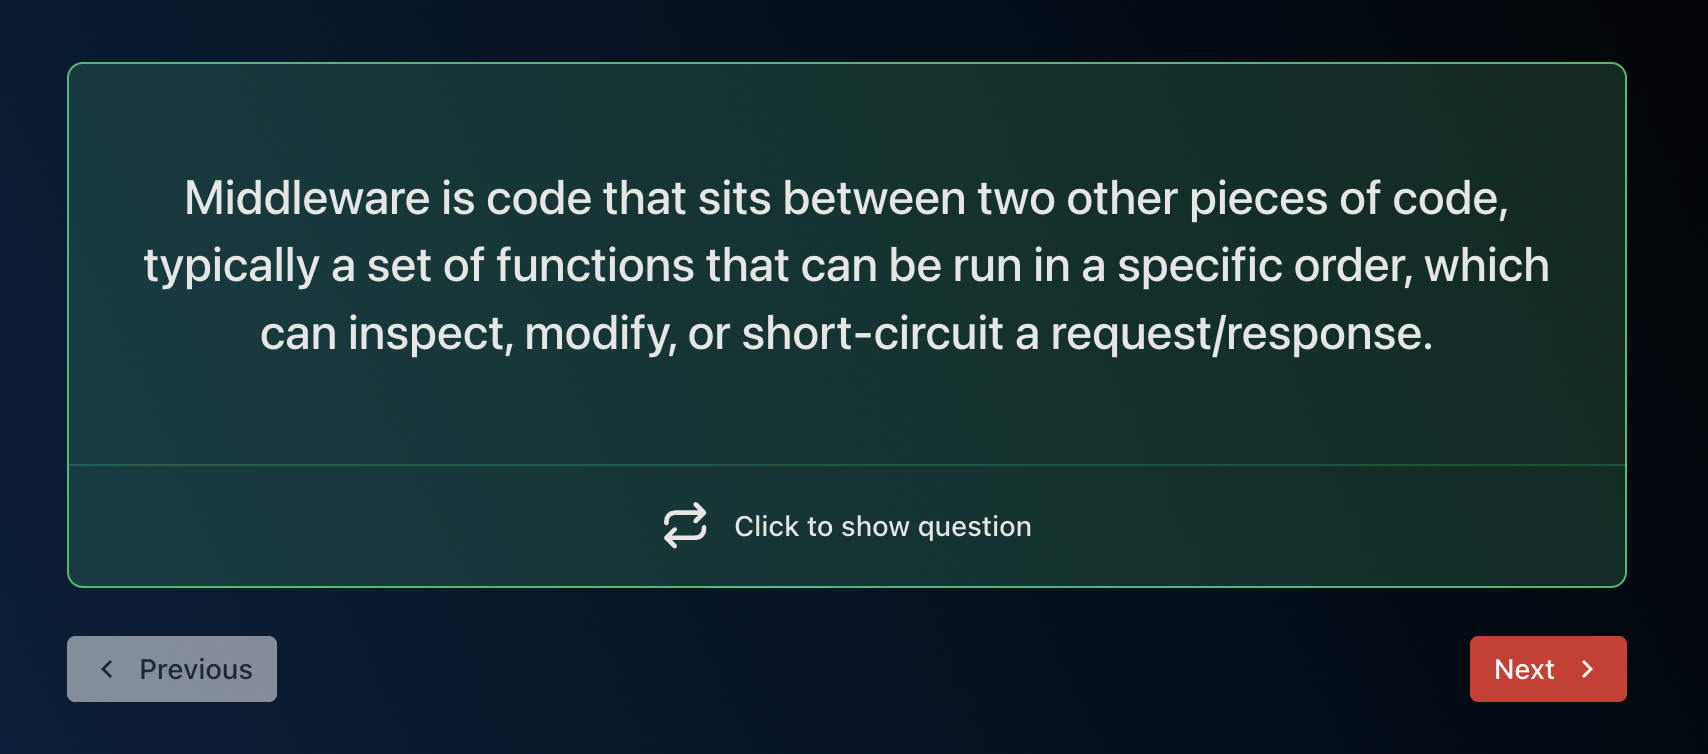 Middleware is code that sits between two other pieces of code,
typically a set of functions that can be run in a specific order, which
can inspect, modify, or short-circuit a request/response.
Click to show question
Previous
Next